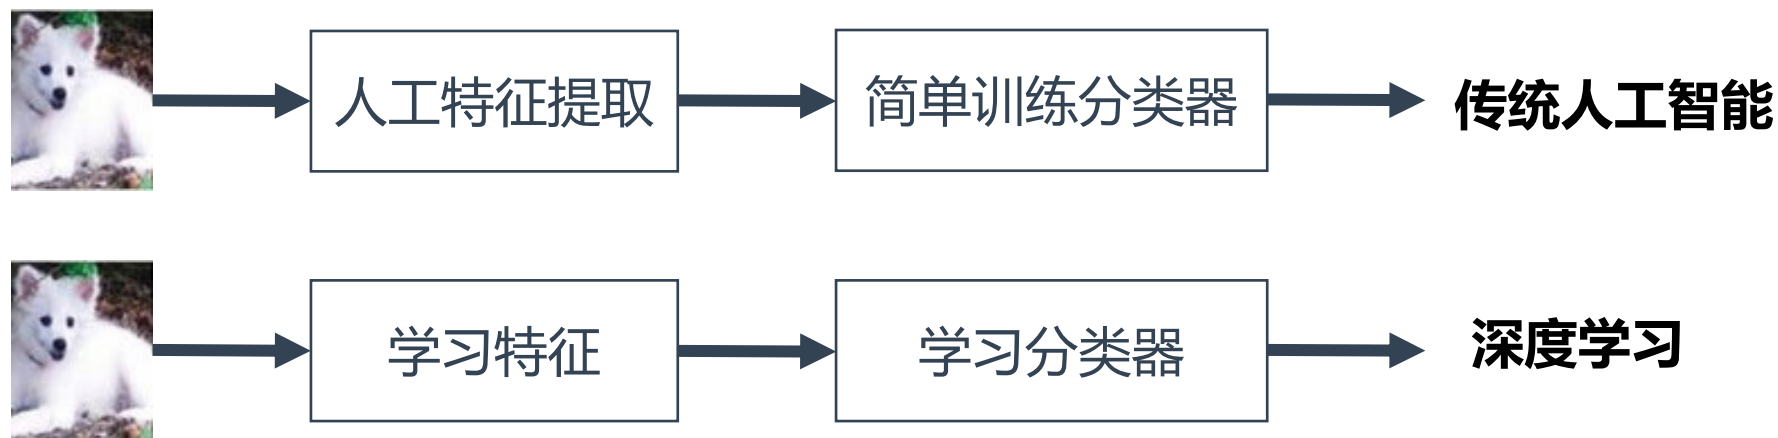 人工特征提取
简单训练分类器
传统人工智能
学习特征
学习分类器
深度学习